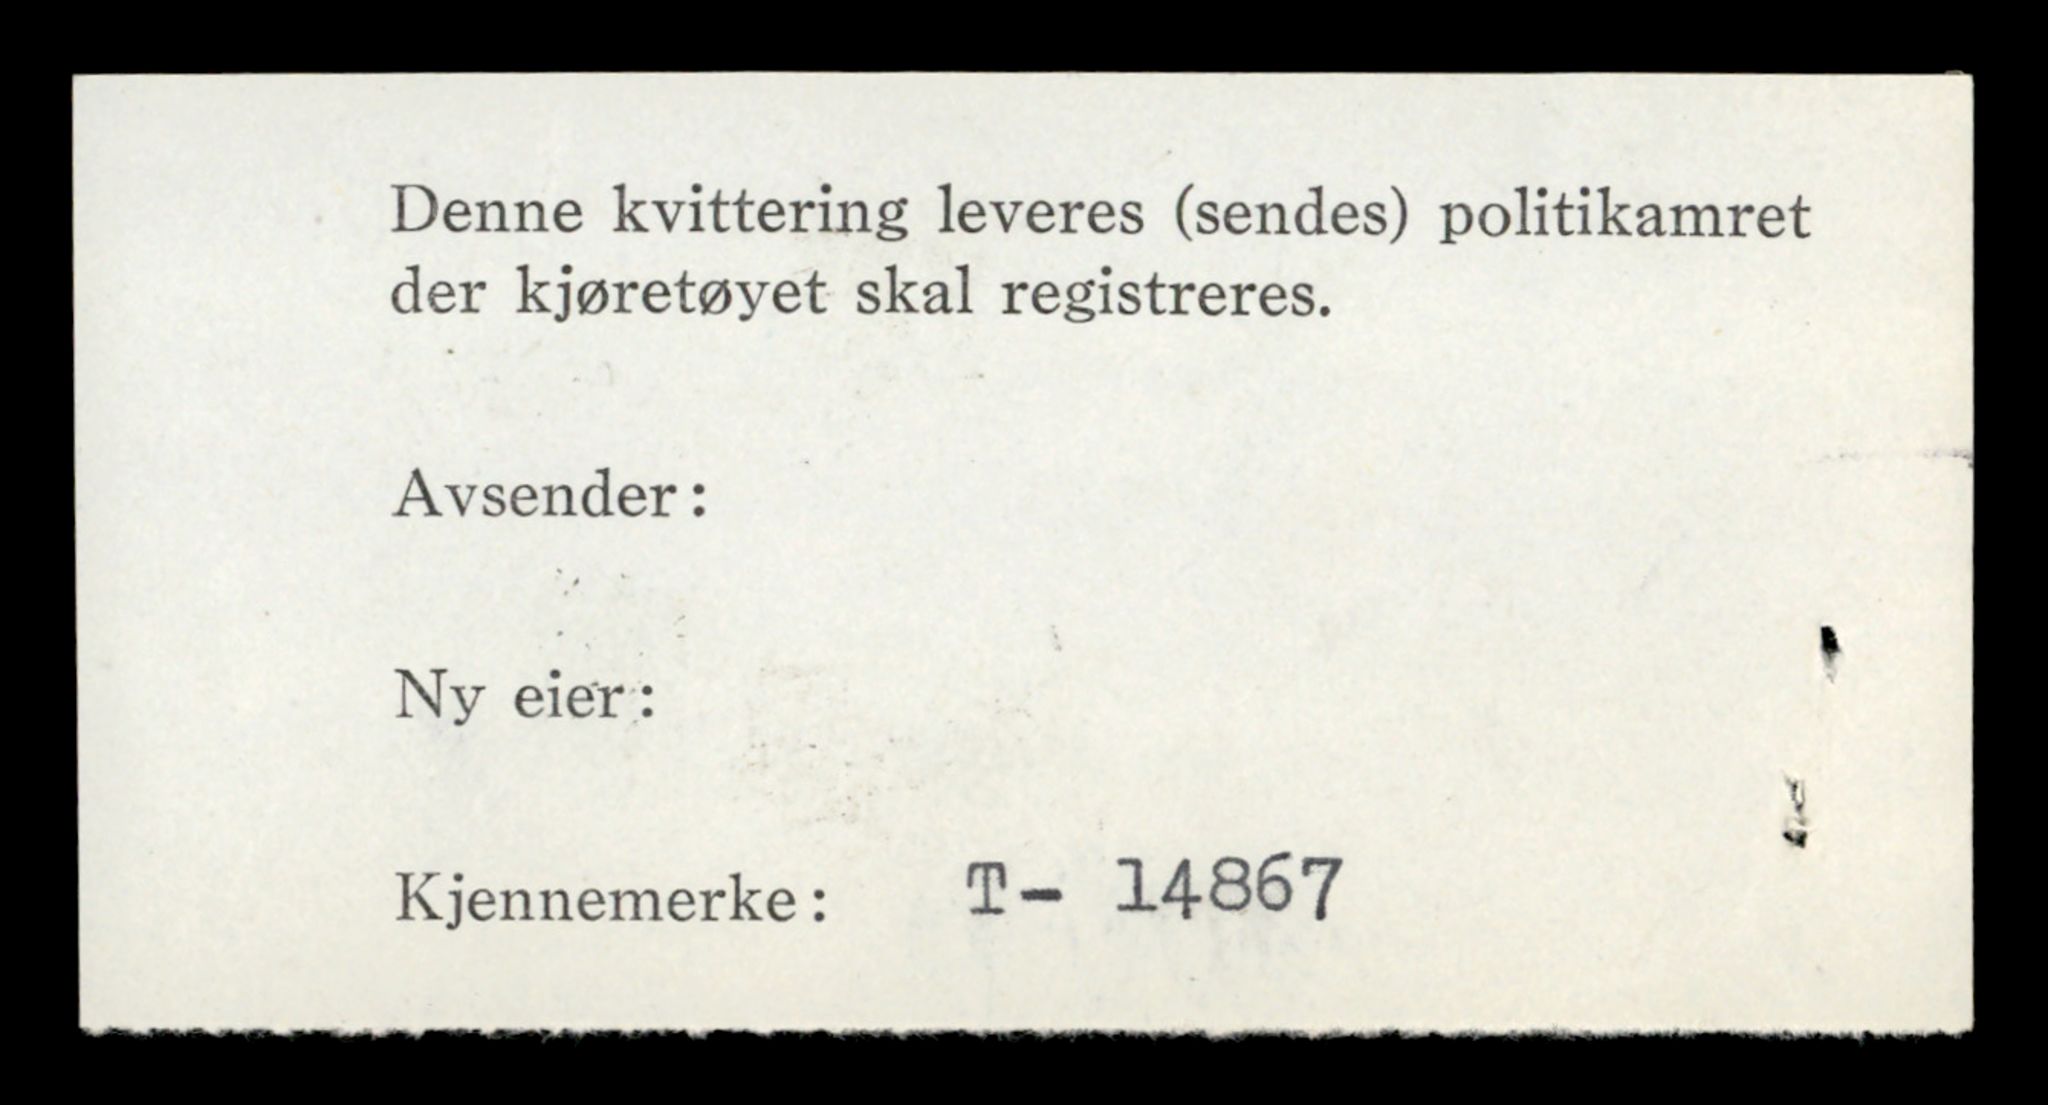 Denne kvittering leveres (sendes) politikamret
der kjøretøyet skal registreres.
Avsender:
Ny eier:
Kjennemerke: T- 14867